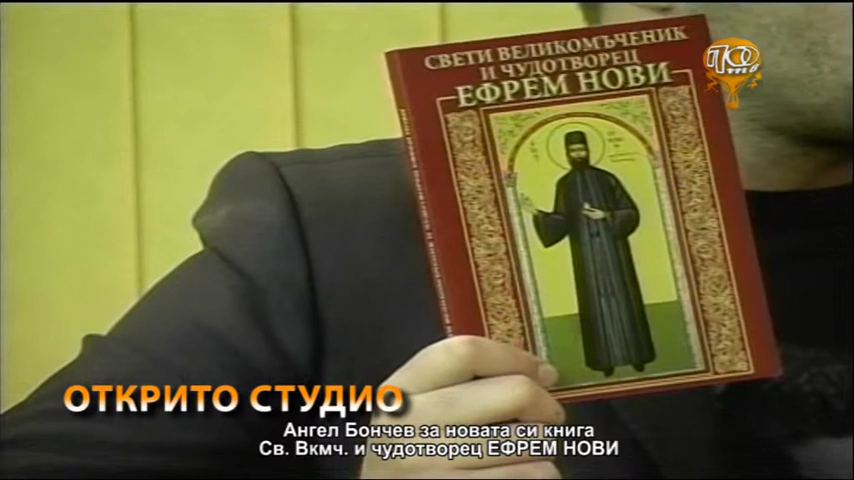 СВЕТИ ВЕЛИКОМЪЧЕНИК
И ЧУДОТВОРЕЦ
ЕФРЕМ НОВИ
ОТКРИТО СТУДИО
Ангел Бончев за новата си книга
Св. Вкмч. и чудотворец ЕФРЕМ НОВИ